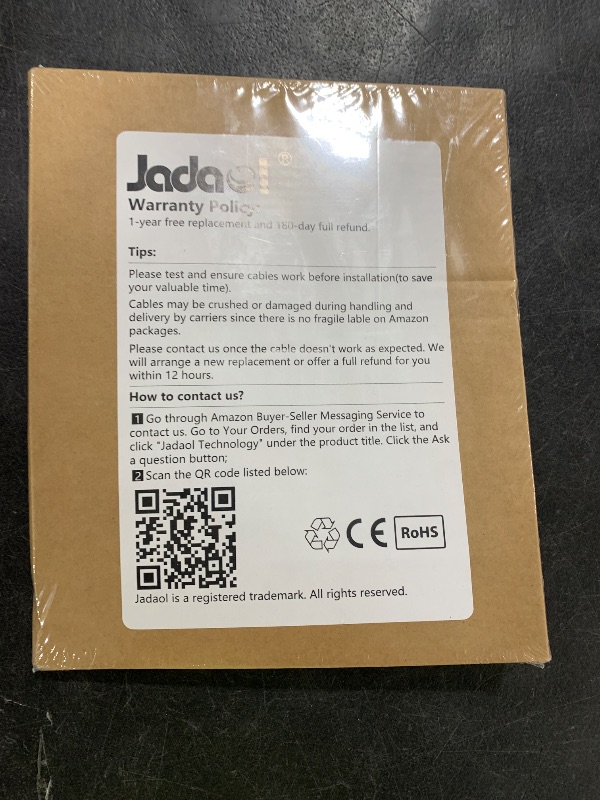 Jadaol®
Warranty Policy
1-year free replacement and 180-day full refund.
Tips:
Please test and ensure cables work before installation(to save
your valuable time).
Cables may be crushed or damaged during handling and
delivery by carriers since there is no fragile lable on Amazon
packages.
Please contact us once the cable doesn't work as expected. We
will arrange a new replacement or offer a full refund for you
within 12 hours.
How to contact us?
1 Go through Amazon Buyer-Seller Messaging Service to
contact us. Go to Your Orders, find your order in the list, and
click "Jadaol Technology" under the product title. Click the Ask
a question button;
2 Scan the QR code listed below:
CE RoHS
Jadaol is a registered trademark. All rights reserved.